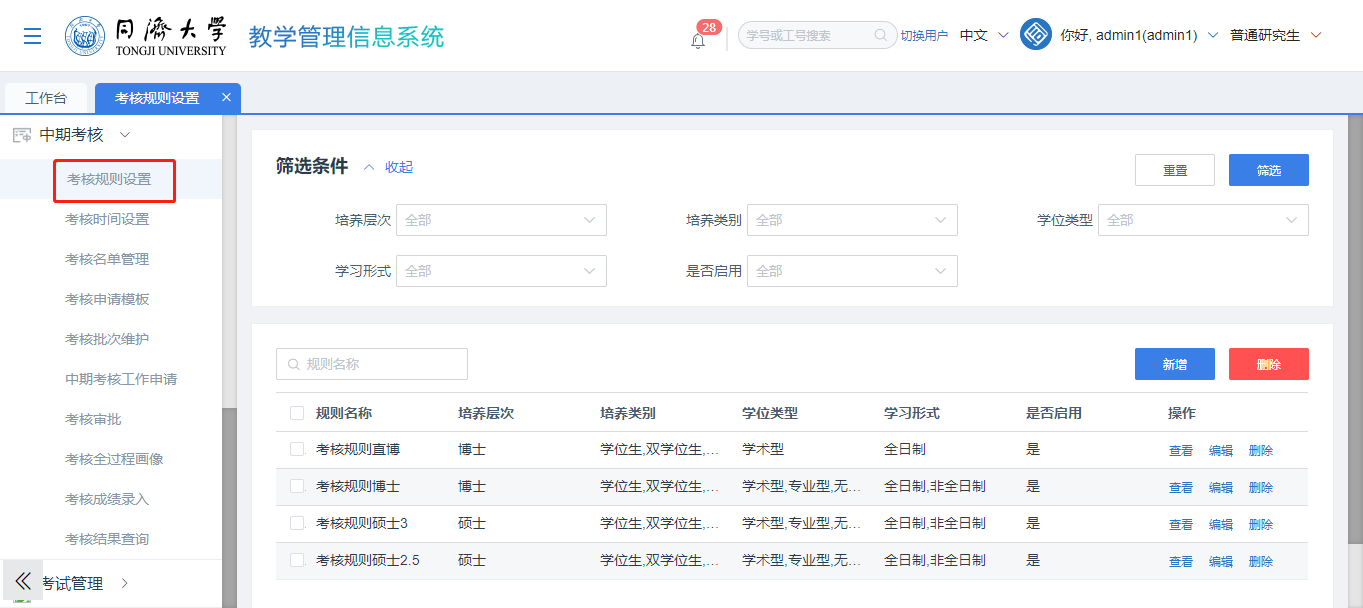 同濟大學
TONGJI UNIVERSITY
教学管理信息系统
28
学号或工号搜索
切换用户
中文
你好, admin1(admin1)
普通研究生
工作台
考核规则设置
中期考核
考核规则设置
考核时间设置
考核名单管理
考核申请模板
考核批次维护
中期考核工作申请
考核审批
考核全过程画像
考核成绩录入
考核结果查询
考试管理
筛选条件 收起
重置 筛选
培养层次 全部 培养类别 全部 学位类型 全部
学习形式 全部 是否启用 全部
规则名称
新增 删除
规则名称 培养层次 培养类别 学位类型 学习形式 是否启用 操作
考核规则直博 博士 学位生,双学位生,... 学术型 全日制 是 查看 编辑 删除
考核规则博士 博士 学位生,双学位生,... 学术型,专业型,无... 全日制,非全日制 是 查看 编辑 删除
考核规则硕士3 硕士 学位生,双学位生,... 学术型,专业型,无... 全日制,非全日制 是 查看 编辑 删除
考核规则硕士2.5 硕士 学位生,双学位生,... 学术型,专业型,无... 全日制,非全日制 是 查看 编辑 删除